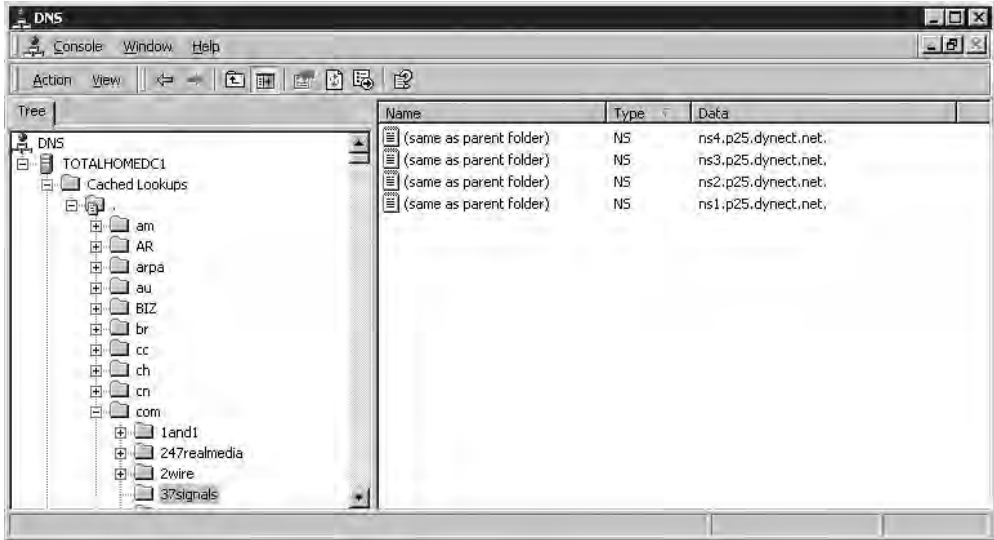 DNS
Console Window Help
Action View
Tree
Name Type Data
DNS
TOTALHOMEDC1
Cached Lookups
.
am
AR
arpa
au
BIZ
br
cc
ch
cn
com
1and1
247realmedia
2wire
37signals
(same as parent folder) NS ns4.p25.dynect.net.
(same as parent folder) NS ns3.p25.dynect.net.
(same as parent folder) NS ns2.p25.dynect.net.
(same as parent folder) NS ns1.p25.dynect.net.